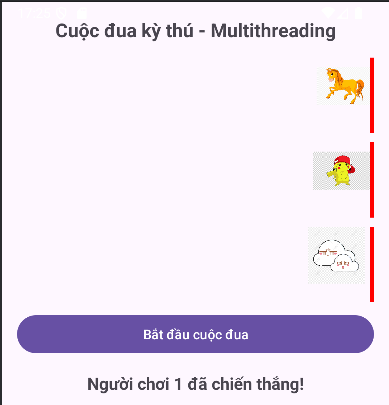 Cuộc đua kỳ thú - Multithreading
Bắt đầu cuộc đua
Người chơi 1 đã chiến thắng!